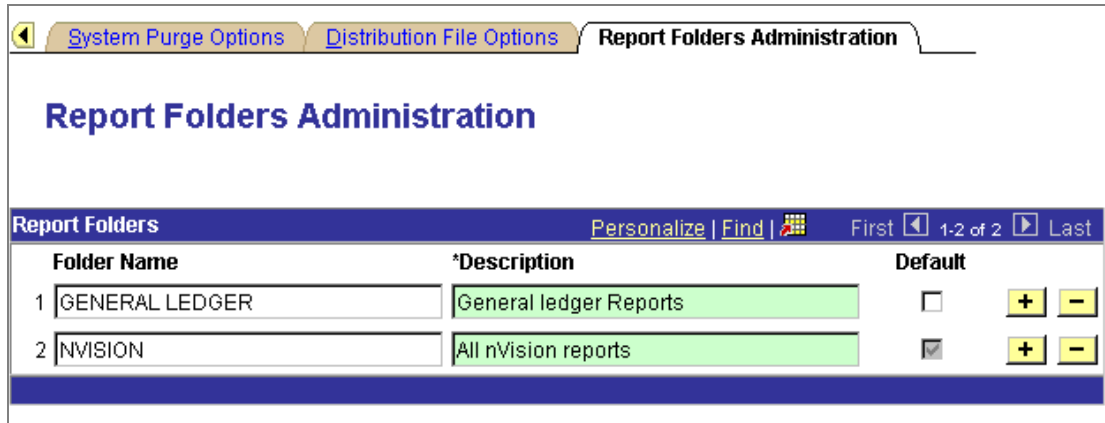 System Purge Options Distribution File Options Report Folders Administration
Report Folders Administration
Report Folders Personalize | Find | First 1-2 of 2 Last
Folder Name *Description Default
1 GENERAL LEDGER General ledger Reports + −
2 NVISION All nVision reports + −